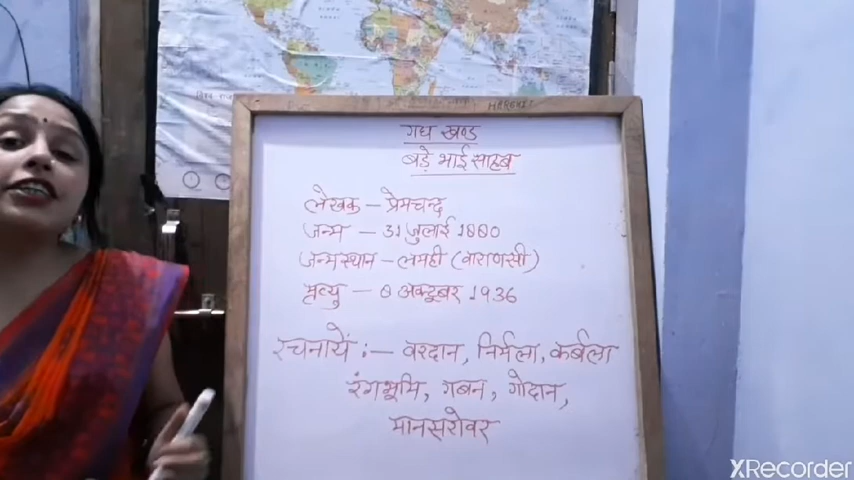 गद्य खण्ड
बड़े भाई साहब
लेखक – प्रेमचन्द
जन्म – 31 जुलाई 1880
जन्म स्थान – लमही (वाराणसी)
मृत्यु – 8 अक्टूबर 1936
रचनायें :– वरदान, निर्मला, कर्बला
रंगभूमि, गबन, गोदान,
मानसरोवर
XRecorder